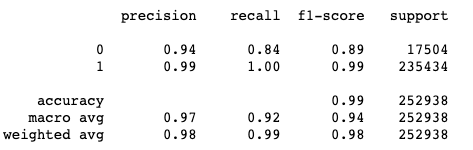 precision recall f1-score support
0 0.94 0.84 0.89 17504
1 0.99 1.00 0.99 235434
accuracy 0.99 252938
macro avg 0.97 0.92 0.94 252938
weighted avg 0.98 0.99 0.98 252938